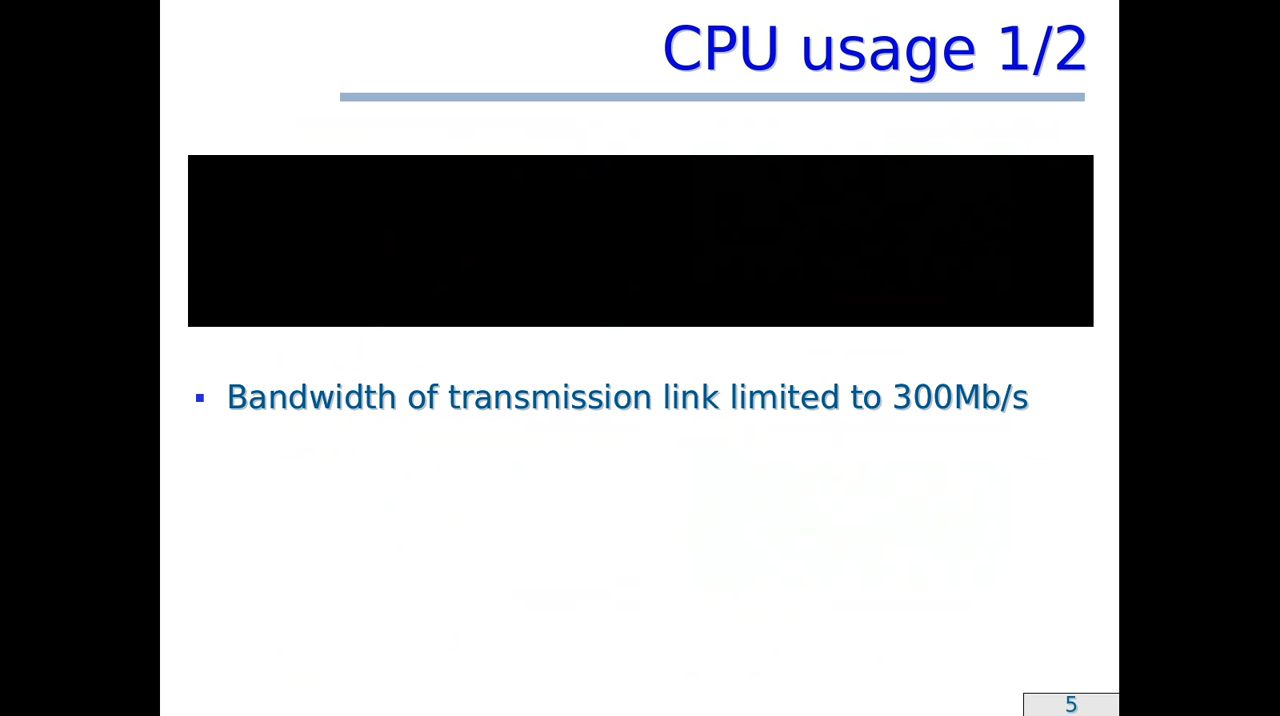 CPU usage 1/2
Bandwidth of transmission link limited to 300Mb/s
5